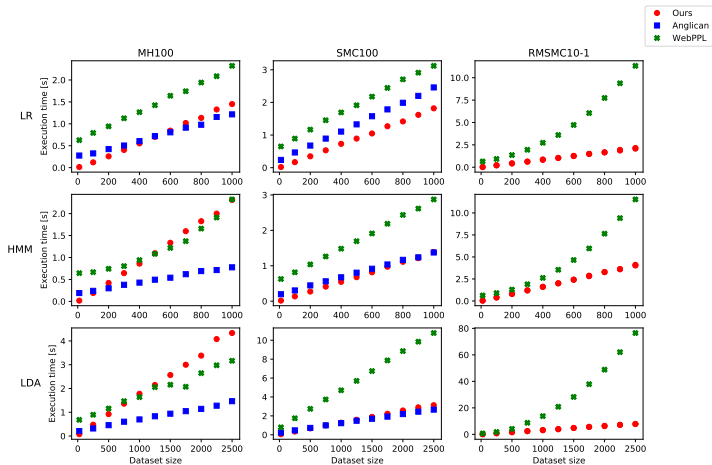 Ours
Anglican
WebPPL
MH100
SMC100
RMSMC10-1
LR
Execution time [s]
2.0
1.5
1.0
0.5
0.0
0 200 400 600 800 1000
3
2
1
0
0 200 400 600 800 1000
10.0
7.5
5.0
2.5
0.0
0 200 400 600 800 1000
HMM
Execution time [s]
2.0
1.5
1.0
0.5
0.0
0 200 400 600 800 1000
3
2
1
0
0 200 400 600 800 1000
10.0
7.5
5.0
2.5
0.0
0 200 400 600 800 1000
LDA
Execution time [s]
4
3
2
1
0
0 500 1000 1500 2000 2500
Dataset size
10
8
6
4
2
0
0 500 1000 1500 2000 2500
Dataset size
80
60
40
20
0
0 500 1000 1500 2000 2500
Dataset size